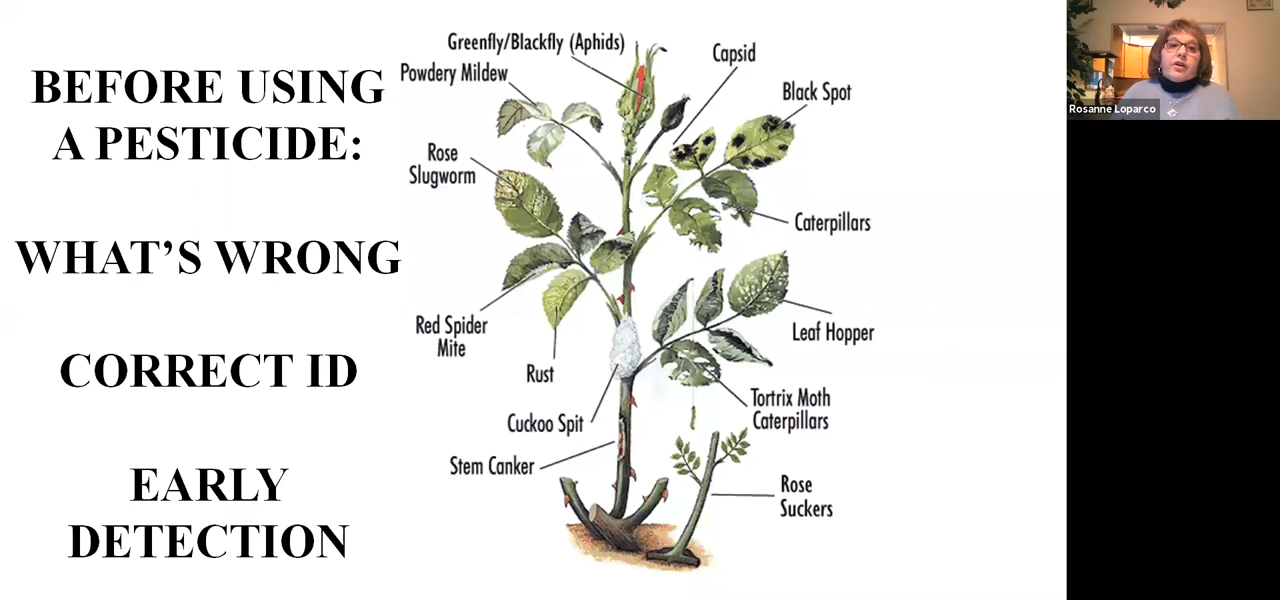 BEFORE USING
A PESTICIDE:
WHAT'S WRONG
CORRECT ID
EARLY
DETECTION
Greenfly/Blackfly (Aphids)
Powdery Mildew
Capsid
Black Spot
Rose
Slugworm
Caterpillars
Red Spider
Mite
Leaf Hopper
Rust
Tortrix Moth
Caterpillars
Cuckoo Spit
Stem Canker
Rose
Suckers
Rosanne Loparco